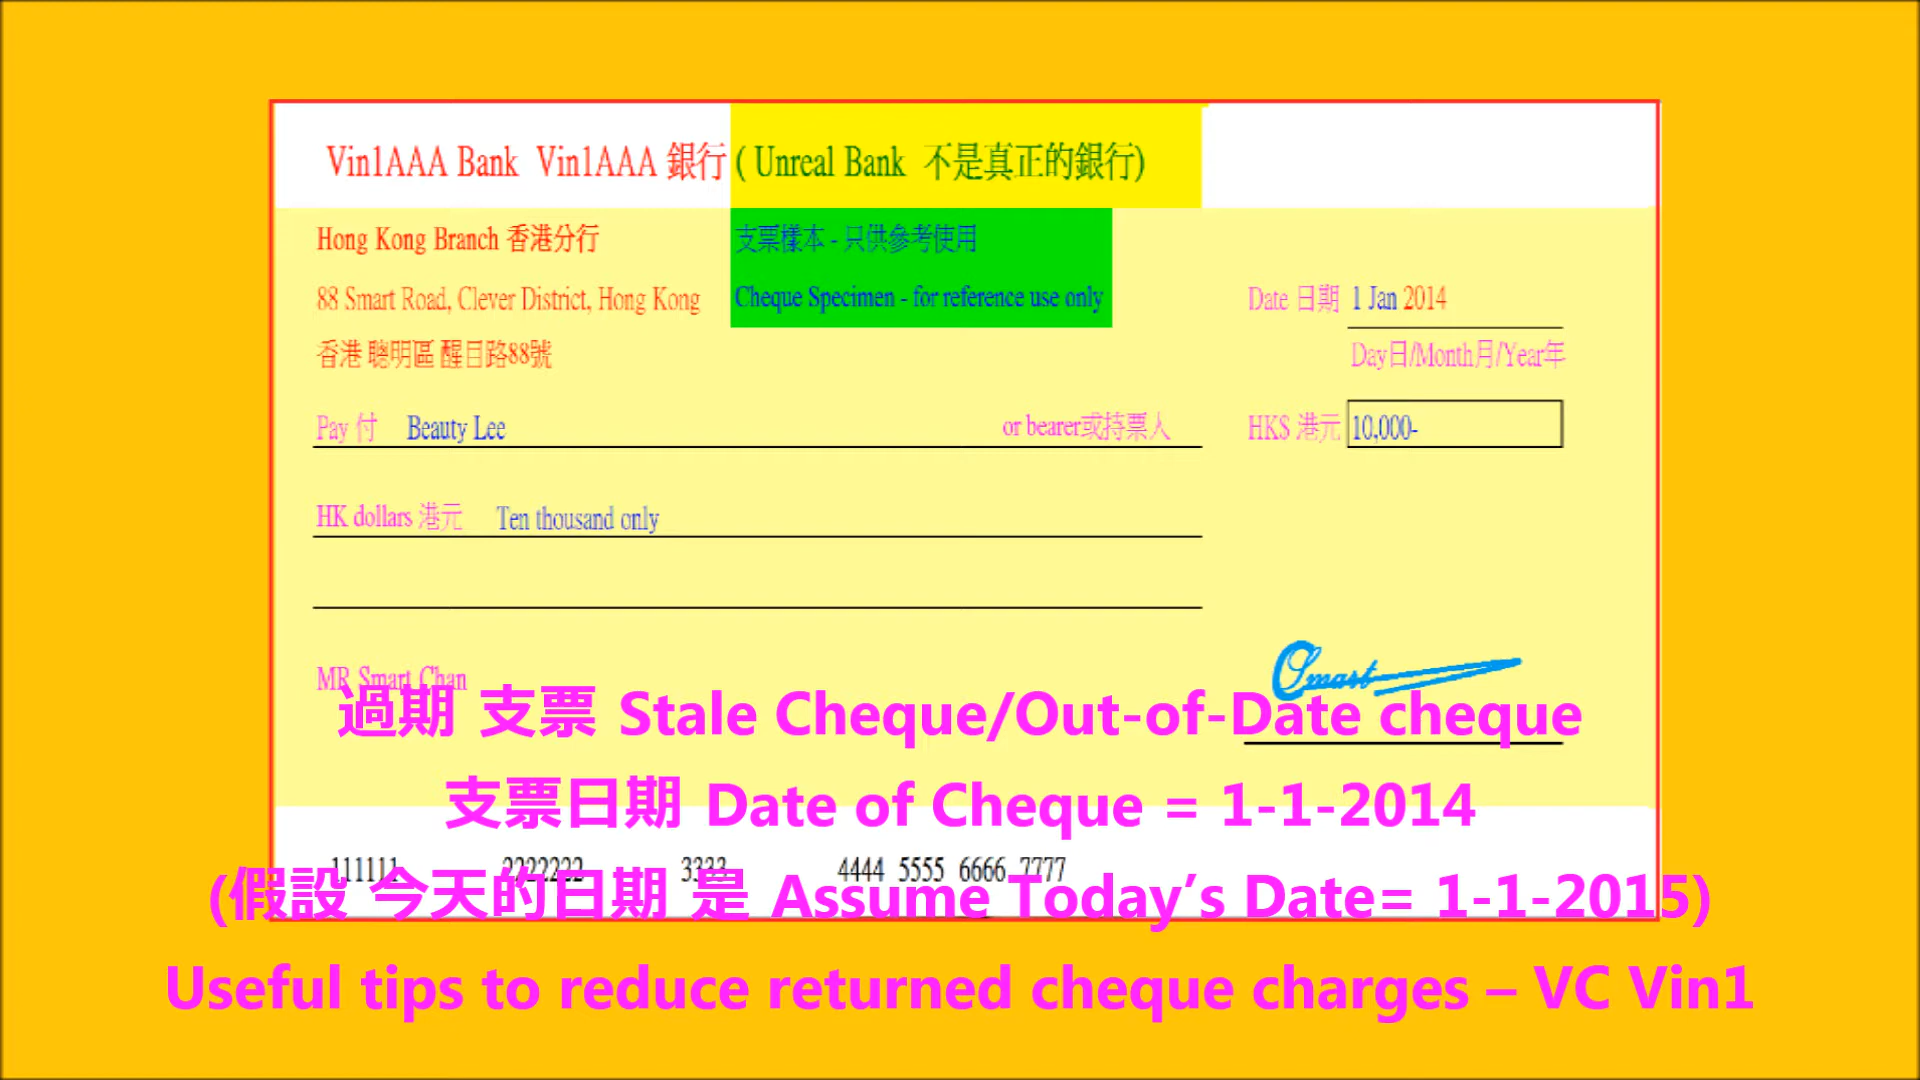 Vin1AAA Bank Vin1AAA 銀行 ( Unreal Bank 不是真正的銀行)
Hong Kong Branch 香港分行
支票樣本 - 只供參考使用
88 Smart Road, Clever District, Hong Kong
Cheque Specimen - for reference use only
Date 日期 1 Jan 2014
香港 聰明區 醒目路88號
Day日/Month月/Year年
Pay 付 Beauty Lee or bearer或持票人
HK$ 港元 10,000-
HK dollars 港元 Ten thousand only
MR Smart Chan
Smart
過期 支票 Stale Cheque/Out-of-Date cheque
支票日期 Date of Cheque = 1-1-2014
111111 2222222 3333 4444 5555 6666 7777
(假設 今天的日期 是 Assume Today’s Date= 1-1-2015)
Useful tips to reduce returned cheque charges – VC Vin1